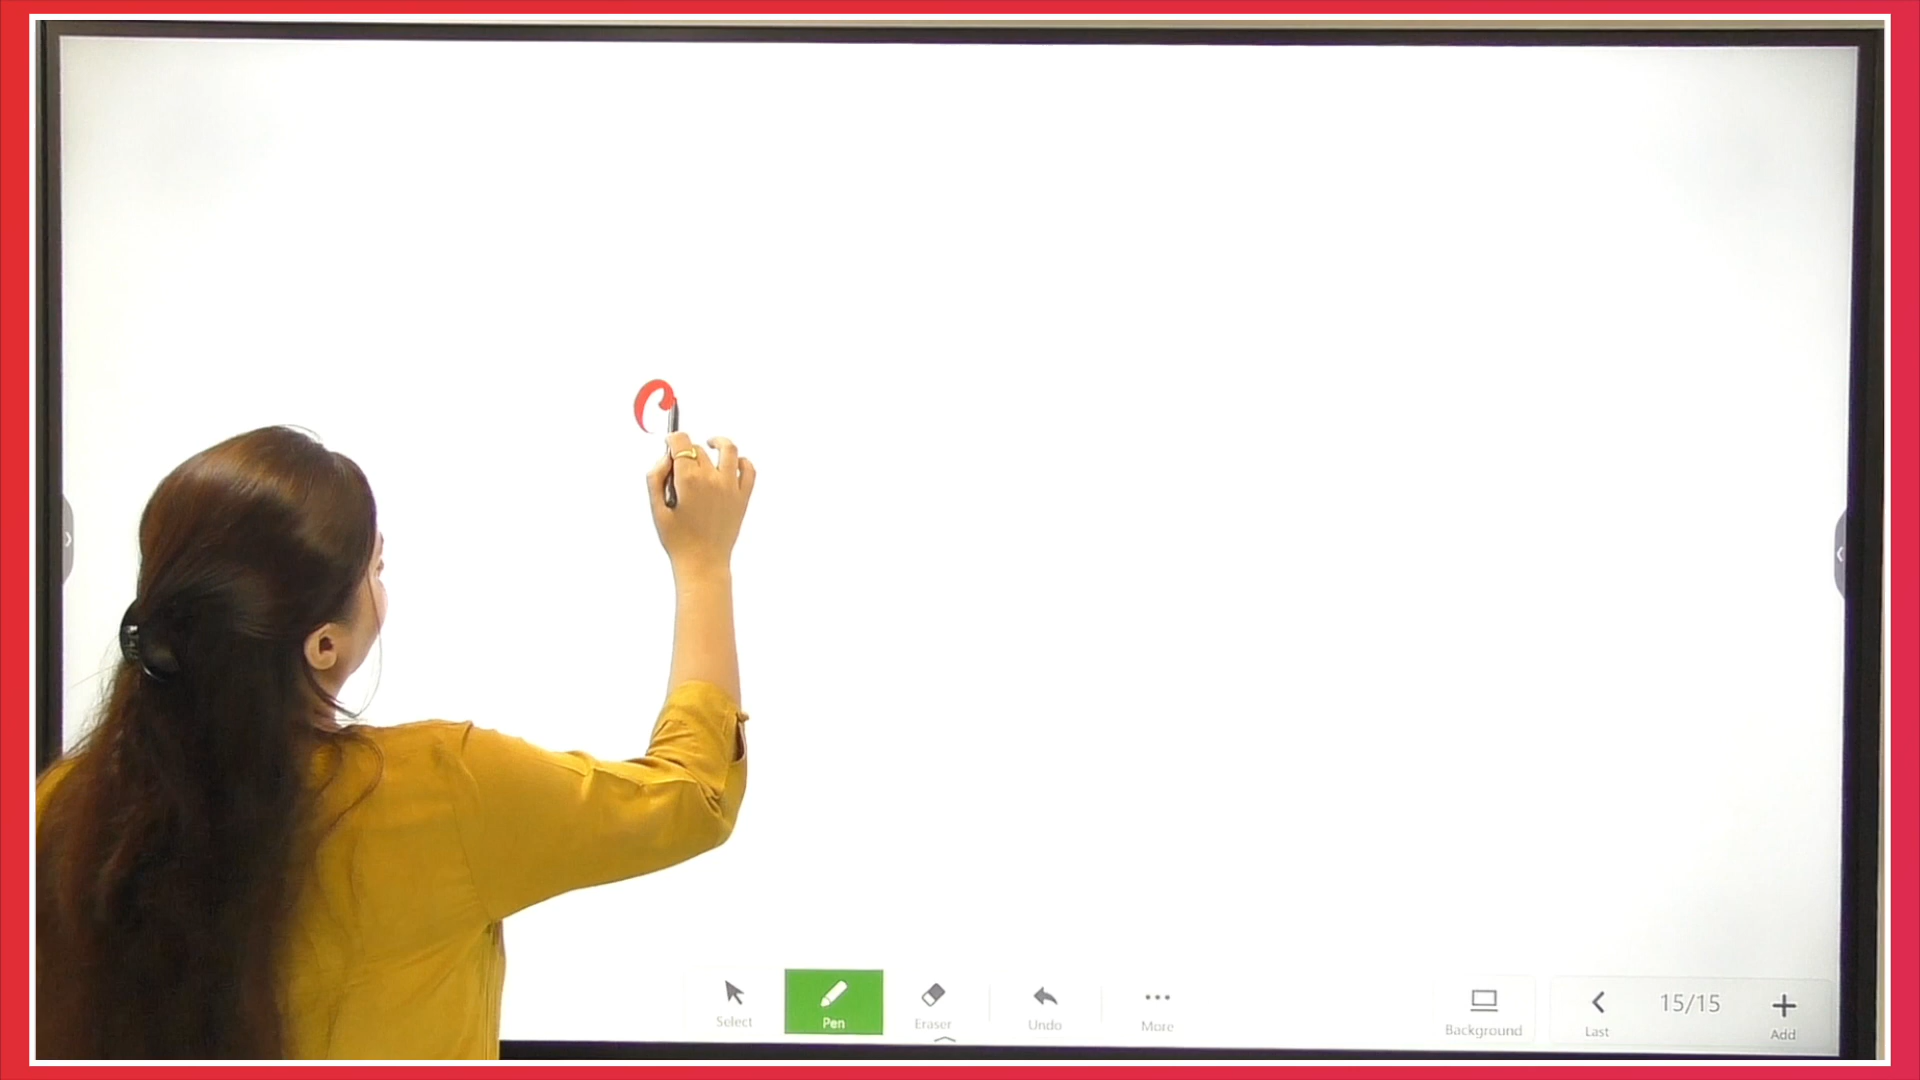 Select
Pen
Eraser
Undo
More
Background
Last
15/15
Add